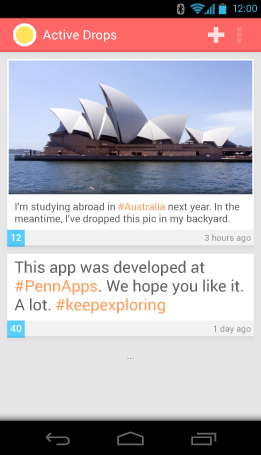 12:00
Active Drops
I'm studying abroad in #Australia next year. In the
meantime, I've dropped this pic in my backyard.
12 3 hours ago
This app was developed at
#PennApps. We hope you like it.
A lot. #keepexploring
40 1 day ago
...